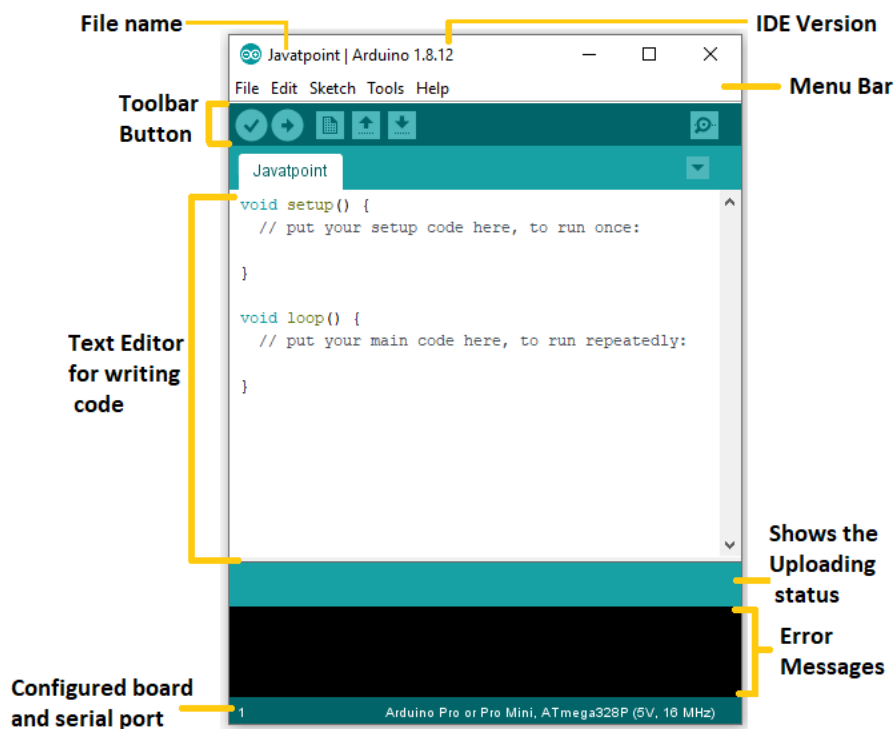 File name
IDE Version
Javatpoint | Arduino 1.8.12
File Edit Sketch Tools Help
Menu Bar
Toolbar
Button
Javatpoint
void setup() {
// put your setup code here, to run once:
}
void loop() {
// put your main code here, to run repeatedly:
}
Text Editor
for writing
code
Shows the
Uploading
status
Error
Messages
Configured board
and serial port
1
Arduino Pro or Pro Mini, ATmega328P (5V, 16 MHz)